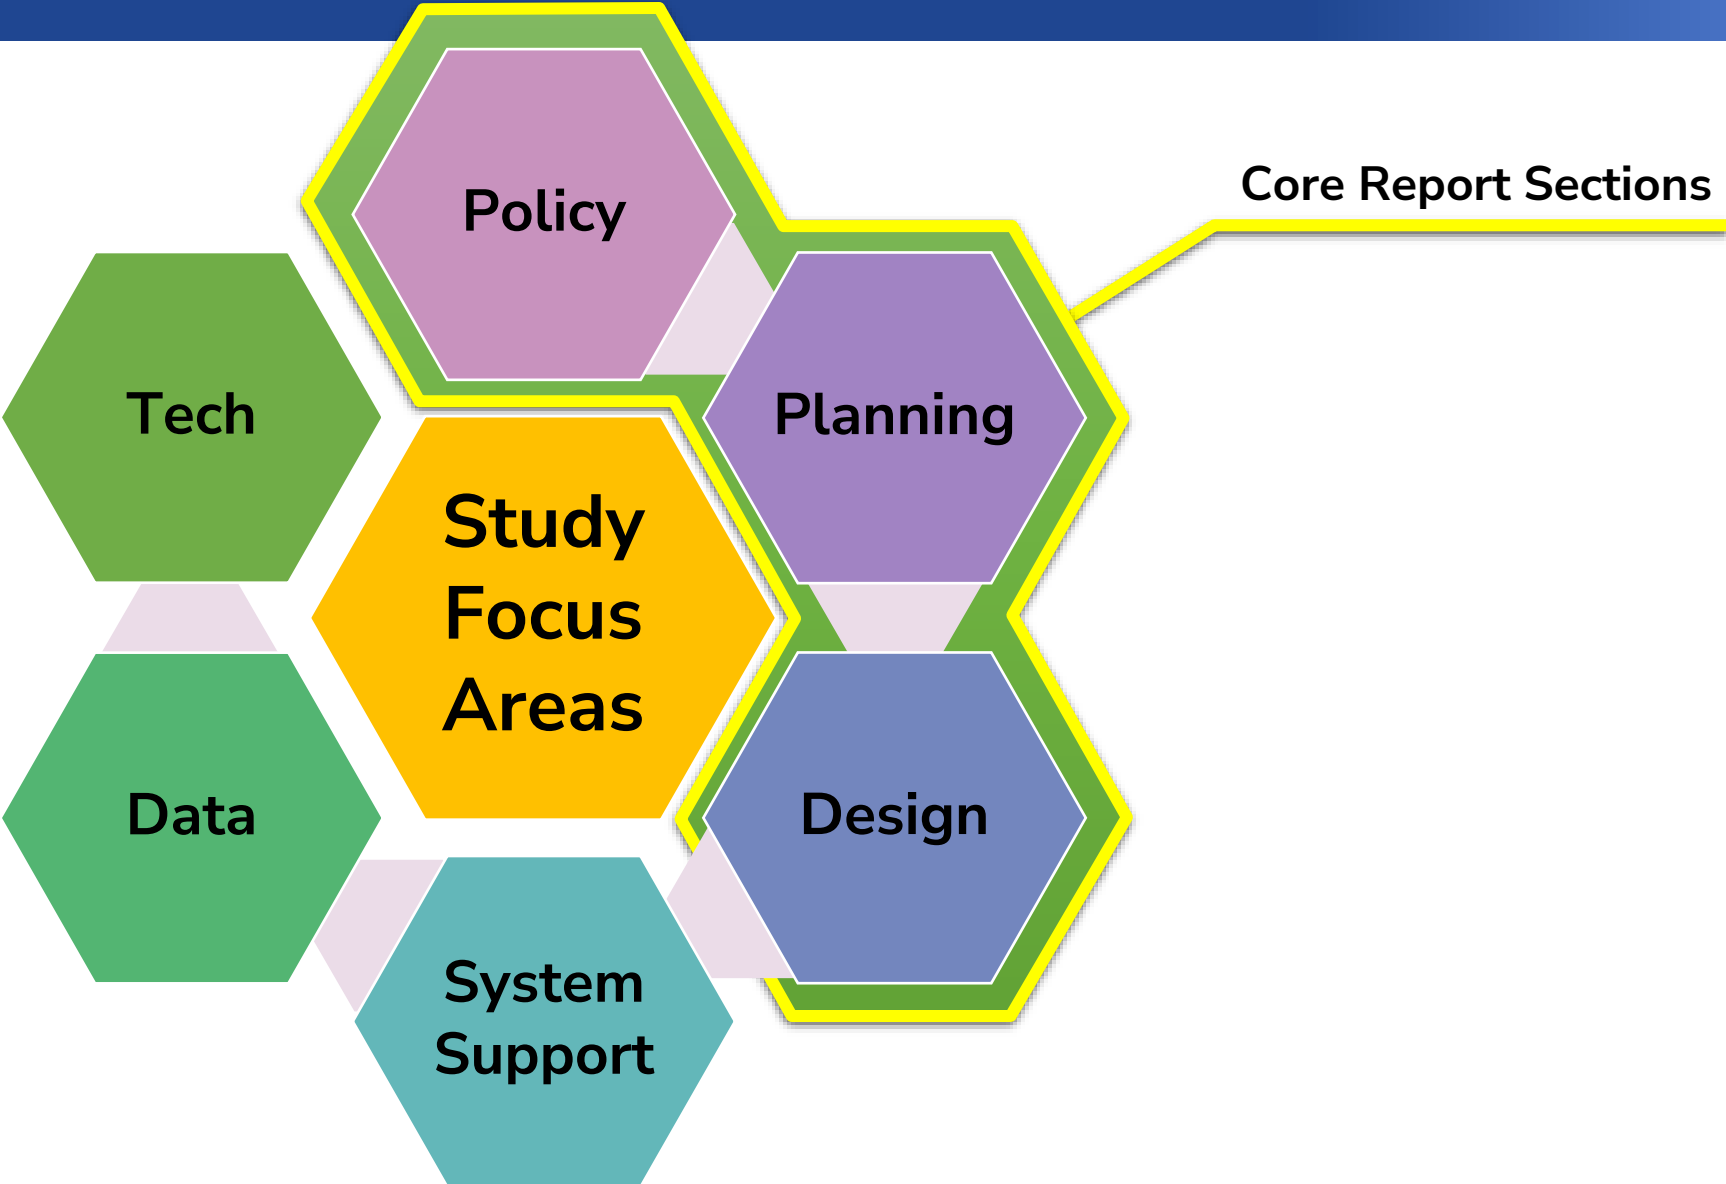 Policy
Core Report Sections
Tech
Planning
Study
Focus
Areas
Data
Design
System
Support